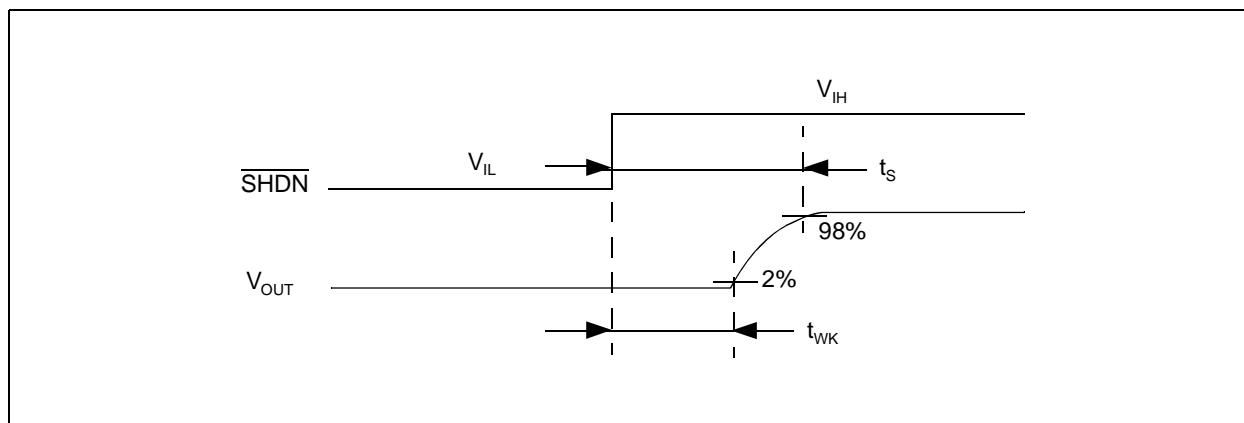 V_IH
V_IL
SHDN
t_S
98%
2%
V_OUT
t_WK